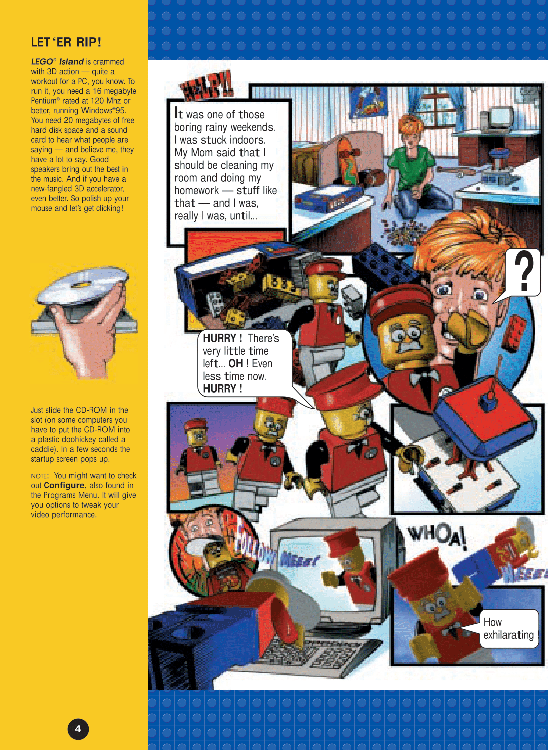 LET 'ER RIP!
LEGO® Island is crammed
with 3D action — quite a
workout for a PC, you know. To
run it, you need a 16 megabyte
Pentium® rated at 120 Mhz or
better, running Windows®95.
You need 20 megabytes of free
hard disk space and a sound
card to hear what people are
saying — and believe me, they
have a lot to say. Good
speakers bring out the best in
the music. And if you have a
new-fangled 3D accelerator,
even better. So polish up your
mouse and let's get clicking!
Just slide the CD-ROM in the
slot (on some computers you
have to put the CD-ROM into
a plastic doohickey called a
caddie). In a few seconds the
startup screen pops up.
NOTE: You might want to check
out Configure, also found in
the Programs Menu. It will give
you options to tweak your
video performance.
4
HELP!!
It was one of those
boring rainy weekends.
I was stuck indoors.
My Mom said that I
should be cleaning my
room and doing my
homework — stuff like
that — and I was,
really I was, until...
?
HURRY ! There's
very little time
left... OH ! Even
less time now.
HURRY !
FOLLOW MEEEE!
WHOA!
MEEEE
How
exhilarating